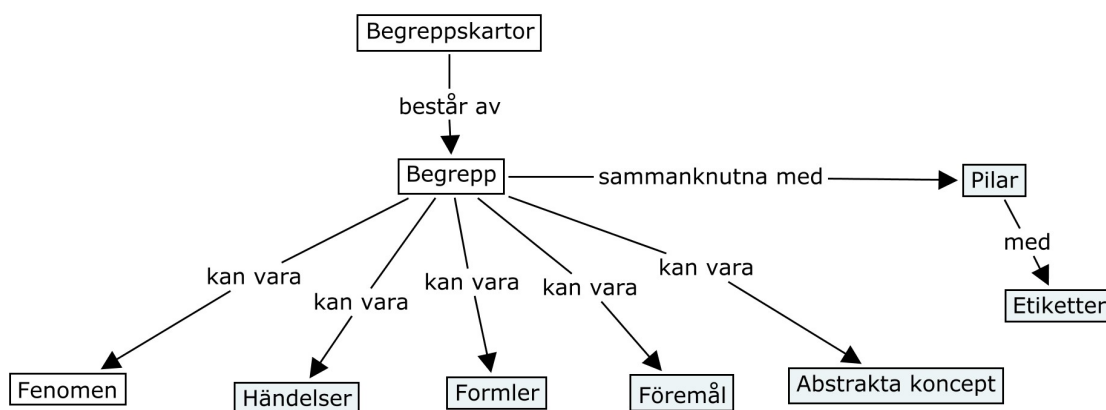 Begreppskartor
består av
Begrepp
sammanknutna med
Pilar
med
Etiketter
kan vara
kan vara
kan vara
kan vara
kan vara
Fenomen
Händelser
Formler
Föremål
Abstrakta koncept